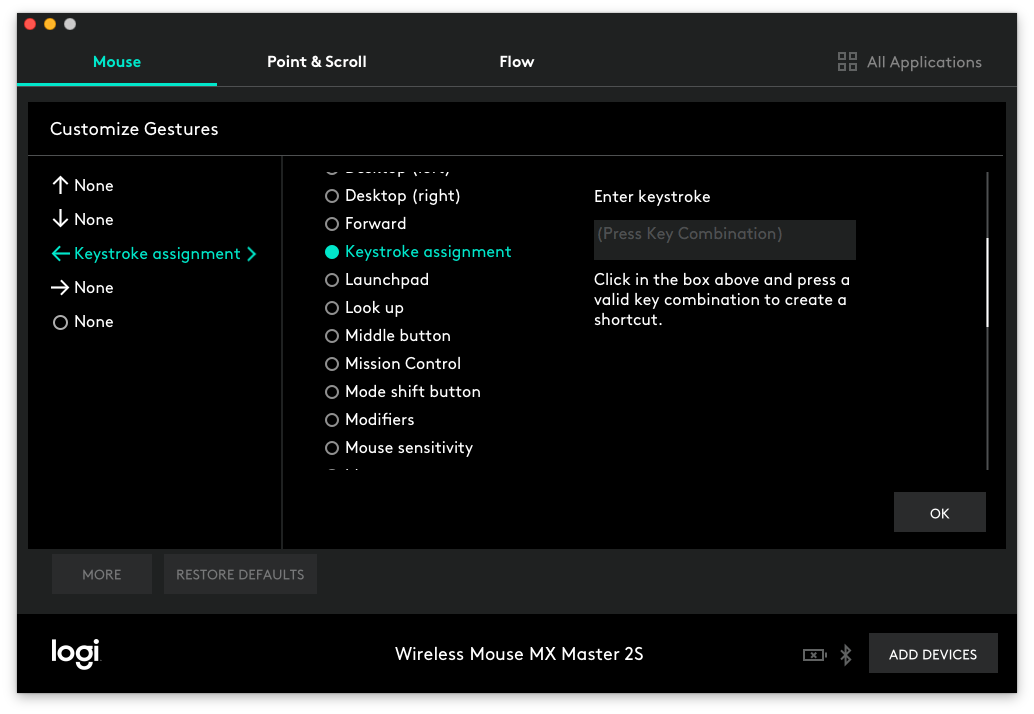 Mouse
Point & Scroll
Flow
All Applications
Customize Gestures
None
None
Keystroke assignment
None
None
Desktop (left)
Desktop (right)
Forward
Keystroke assignment
Launchpad
Look up
Middle button
Mission Control
Mode shift button
Modifiers
Mouse sensitivity
Enter keystroke
(Press Key Combination)
Click in the box above and press a
valid key combination to create a
shortcut.
OK
MORE
RESTORE DEFAULTS
logi
Wireless Mouse MX Master 2S
ADD DEVICES